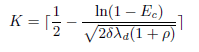 K = ⌈1/2 − ln(1 − E_c)/√(2δλ_d(1 + ρ))⌉